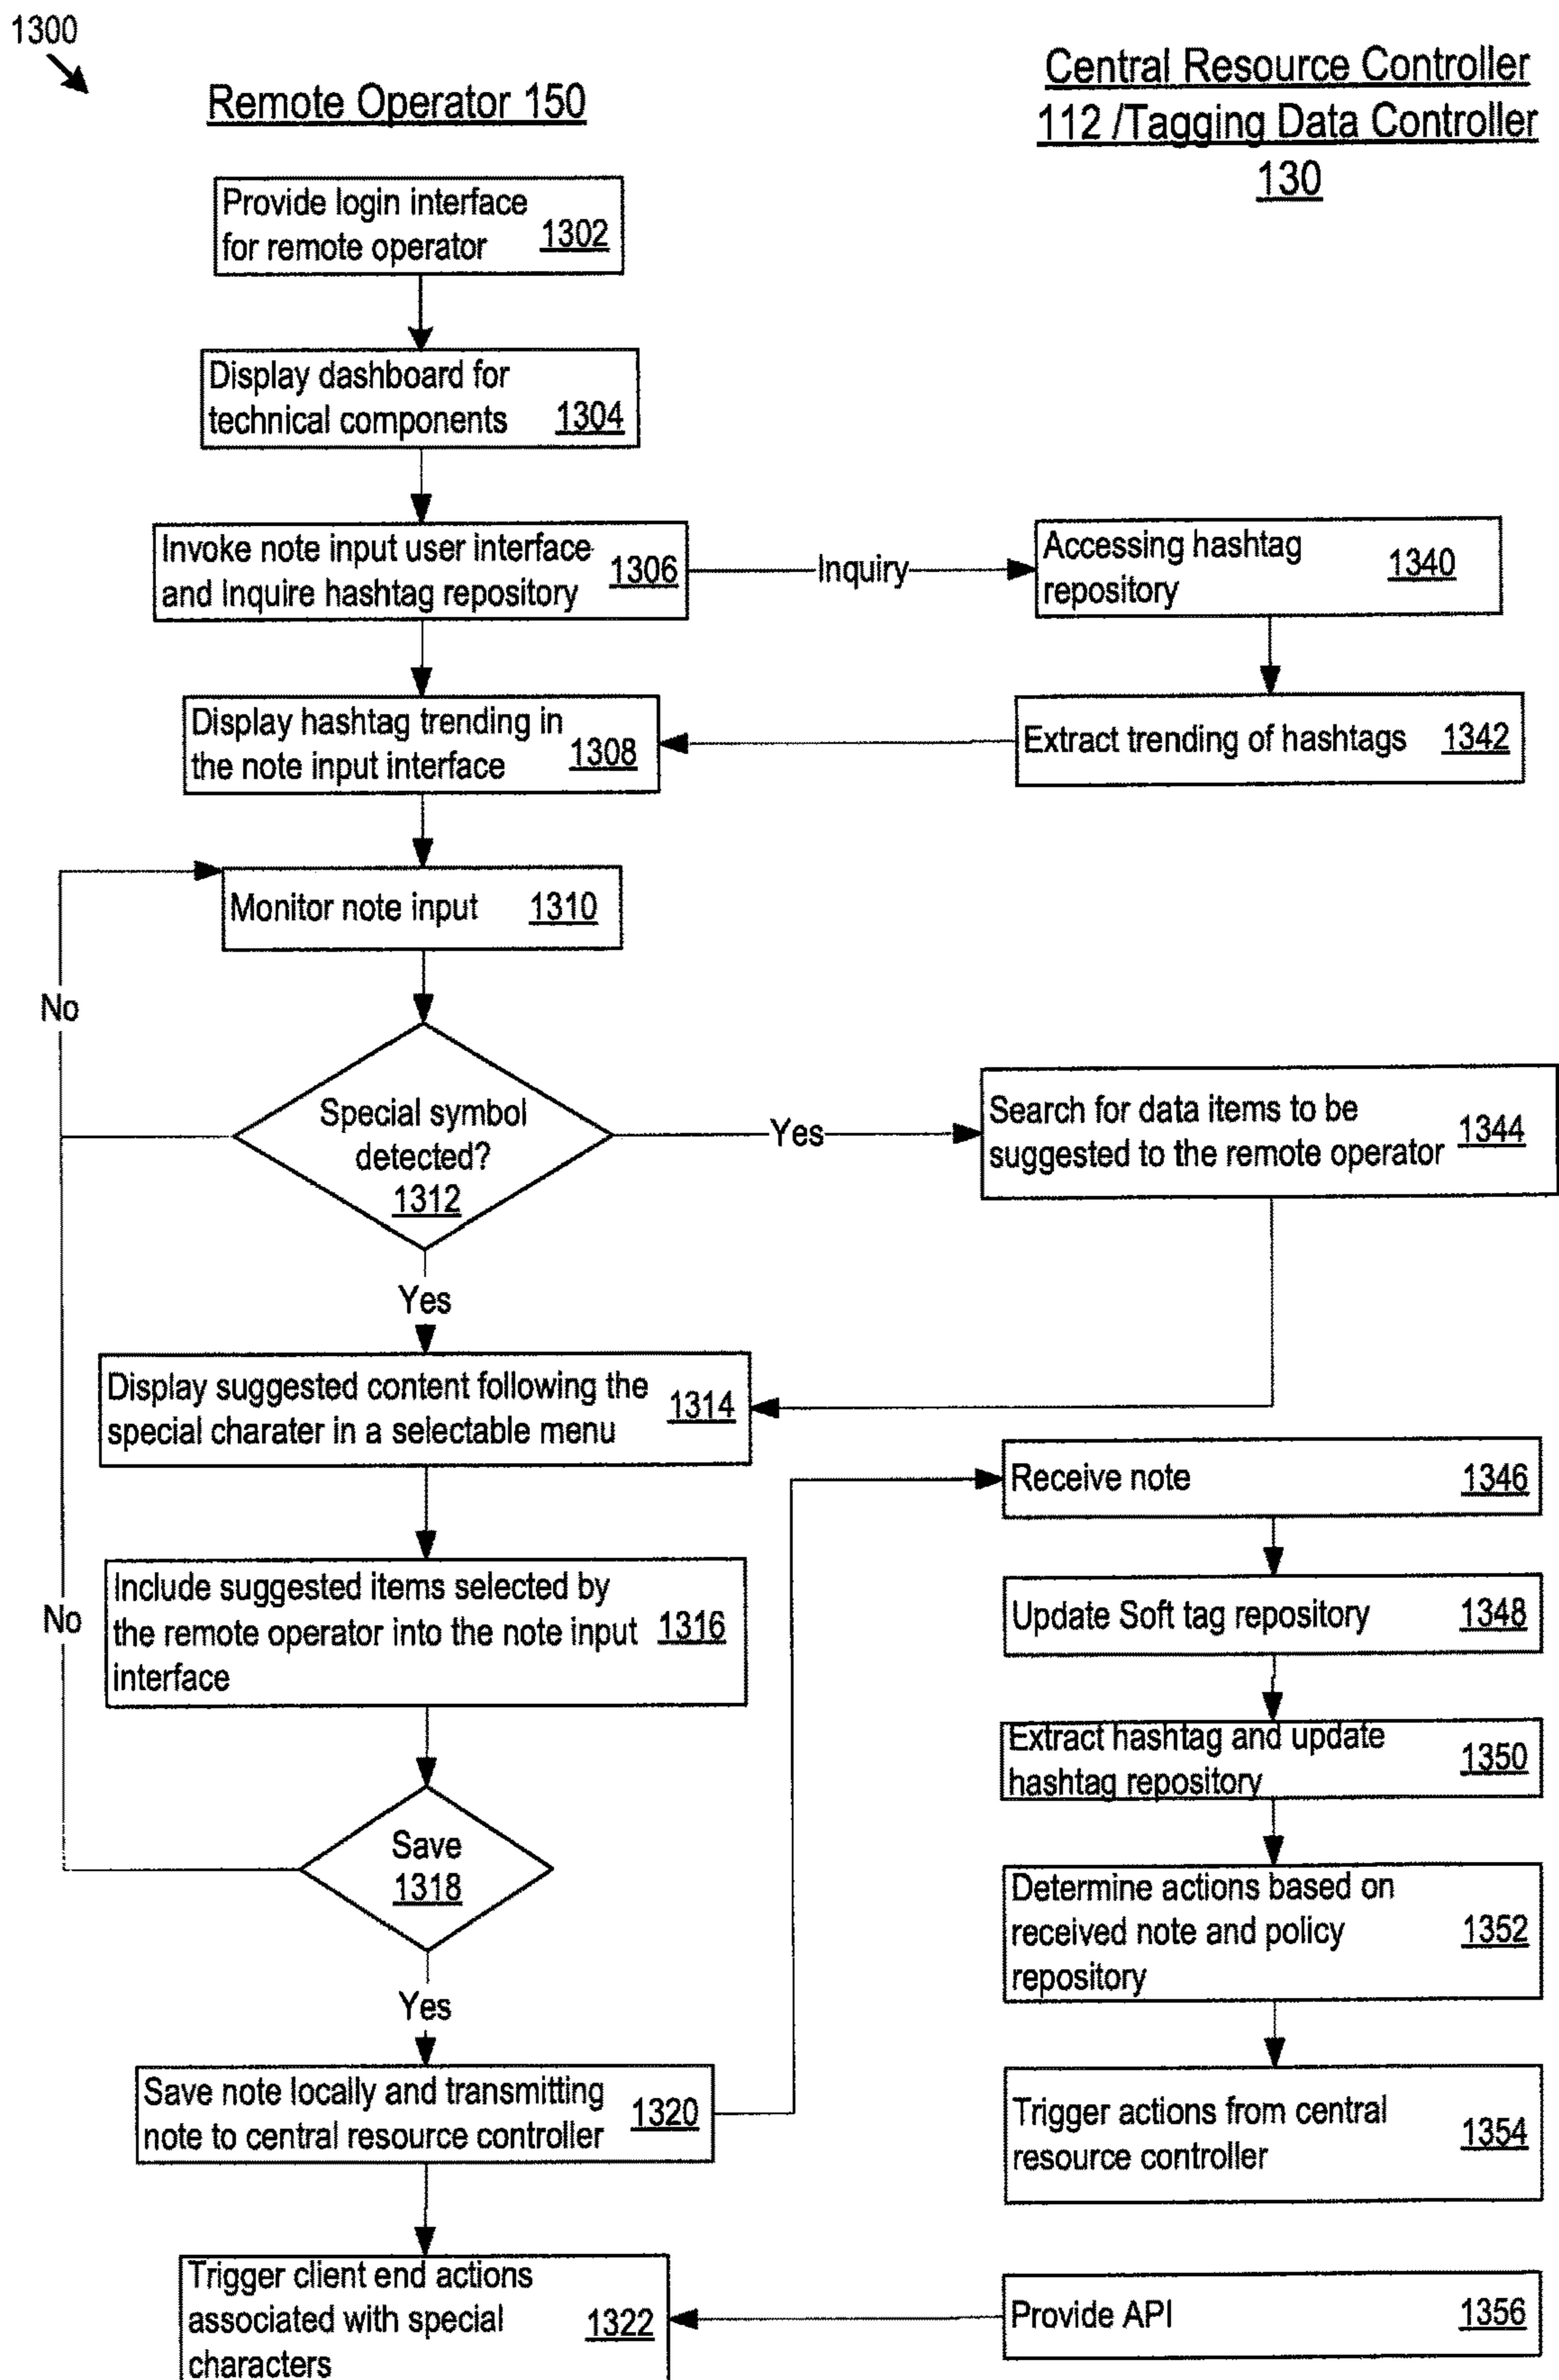 1300
Remote Operator 150
Central Resource Controller
112 /Tagging Data Controller
130
Provide login interface
for remote operator 1302
Display dashboard for
technical components 1304
Invoke note input user interface
and Inquire hashtag repository 1306
Inquiry
Accessing hashtag
repository 1340
Display hashtag trending in
the note input interface 1308
Extract trending of hashtags 1342
Monitor note input 1310
No
Special symbol
detected?
1312
Yes
Search for data items to be
suggested to the remote operator 1344
Yes
Display suggested content following the
special charater in a selectable menu 1314
Receive note 1346
Include suggested items selected by
the remote operator into the note input 1316
interface
No
Update Soft tag repository 1348
Extract hashtag and update
hashtag repository 1350
Save
1318
Determine actions based on
received note and policy 1352
repository
Yes
Save note locally and transmitting
note to central resource controller 1320
Trigger actions from central
resource controller 1354
Trigger client end actions
associated with special 1322
characters
Provide API 1356